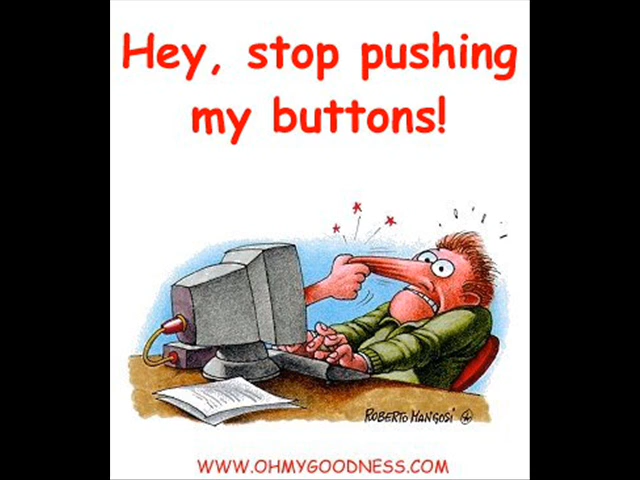 Hey, stop pushing
my buttons!
ROBERTO MANGOSI
WWW.OHMYGOODNESS.COM